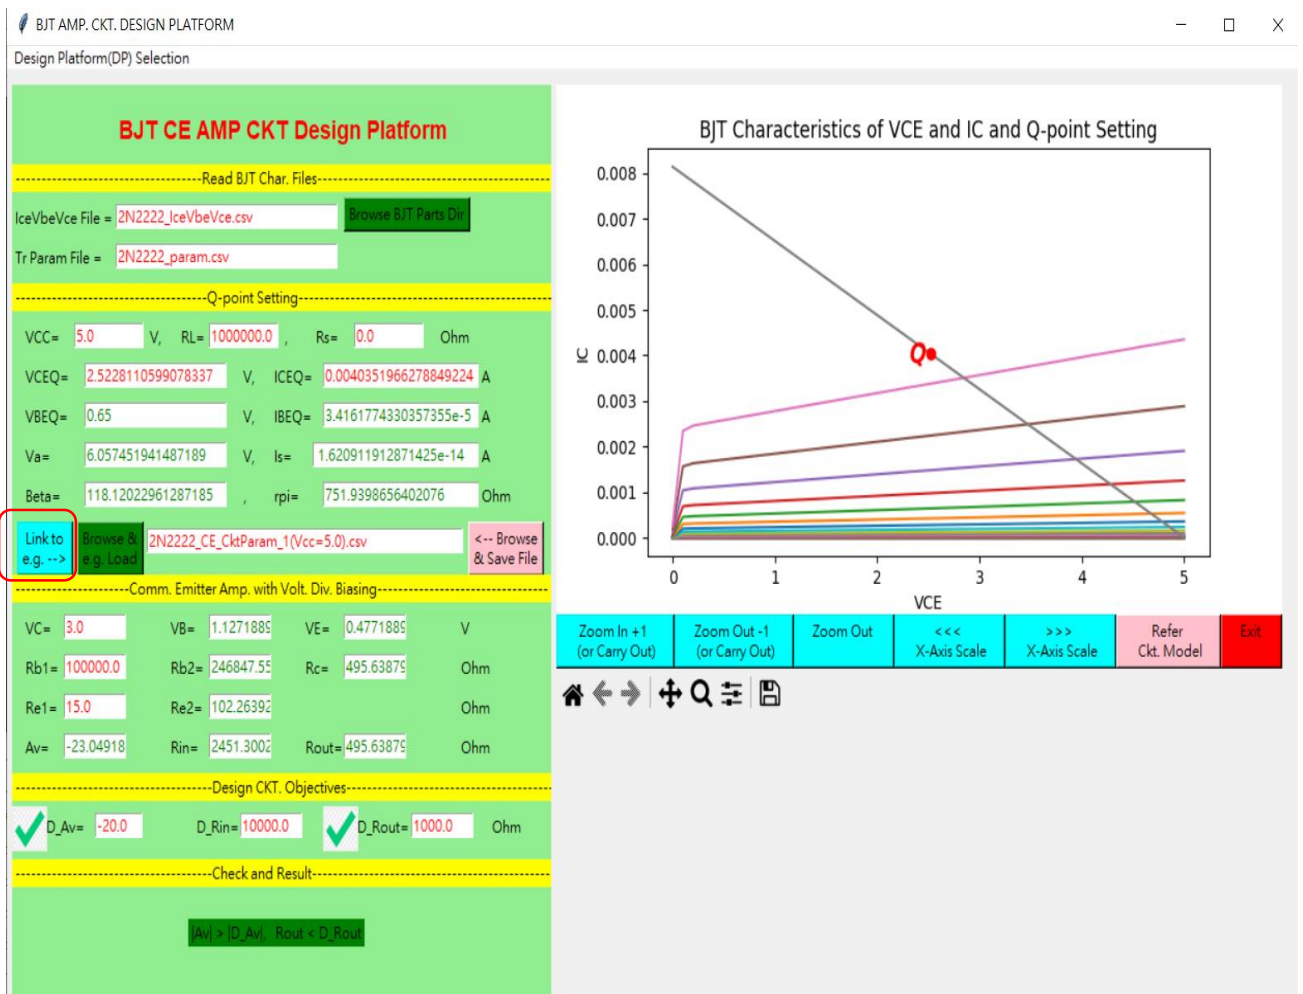 BJT AMP. CKT. DESIGN PLATFORM
Design Platform(DP) Selection
BJT CE AMP CKT Design Platform
Read BJT Char. Files
IceVbeVce File = 2N2222_IceVbeVce.csv Browse BJT Parts Dir
Tr Param File = 2N2222_param.csv
Q-point Setting
VCC= 5.0 V, RL= 1000000.0 , Rs= 0.0 Ohm
VCEQ= 2.5228110599078337 V, ICEQ= 0.0040351966278849224 A
VBEQ= 0.65 V, IBEQ= 3.4161774330357355e-5 A
Va= 6.057451941487189 V, Is= 1.620911912871425e-14 A
Beta= 118.12022961287185 , rpi= 751.9398656402076 Ohm
Link to e.g. --> Browse & e.g. Load 2N2222_CE_CktParam_1(Vcc=5.0).csv <-- Browse & Save File
Comm. Emitter Amp. with Volt. Div. Biasing
VC= 3.0 VB= 1.1271889 VE= 0.4771889 V
Rb1= 100000.0 Rb2= 246847.55 Rc= 495.63879 Ohm
Re1= 15.0 Re2= 102.26392 Ohm
Av= -23.04918 Rin= 2451.3002 Rout= 495.63879 Ohm
Design CKT. Objectives
D_Av= -20.0 D_Rin= 10000.0 D_Rout= 1000.0 Ohm
Check and Result
|Av| > |D_Av|, Rout < D_Rout
BJT Characteristics of VCE and IC and Q-point Setting
0.008
0.007
0.006
0.005
0.004
0.003
0.002
0.001
0.000
IC
Q
0 1 2 3 4 5
VCE
Zoom In +1 (or Carry Out) Zoom Out -1 (or Carry Out) Zoom Out <<< X-Axis Scale >>> X-Axis Scale Refer Ckt. Model Exit